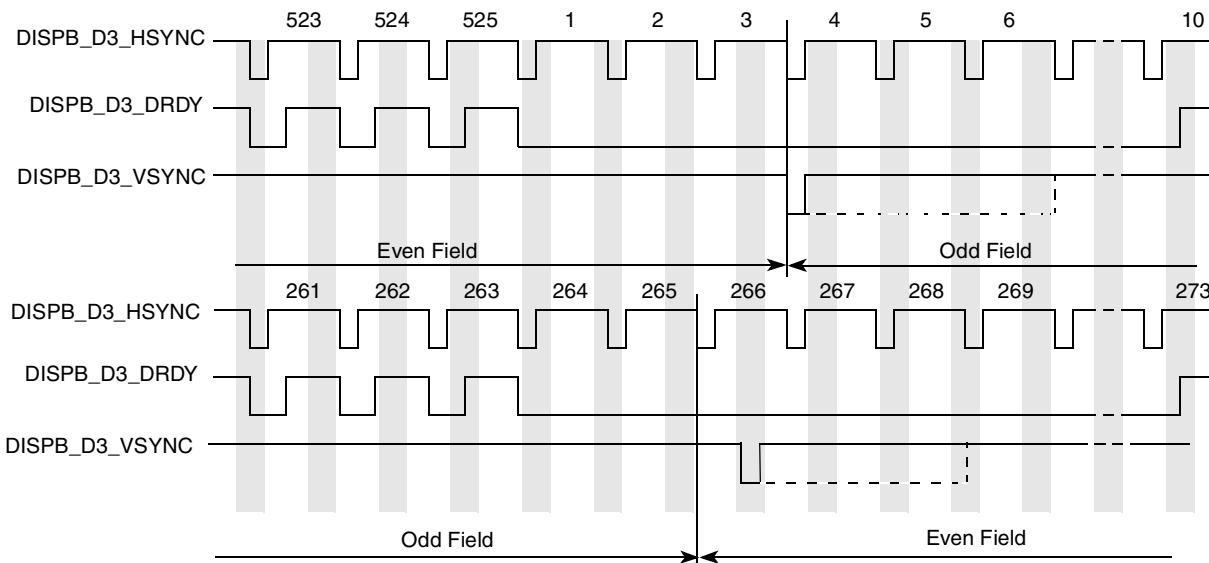 523 524 525 1 2 3 4 5 6 10
DISPB_D3_HSYNC
DISPB_D3_DRDY
DISPB_D3_VSYNC
Even Field Odd Field
261 262 263 264 265 266 267 268 269 273
DISPB_D3_HSYNC
DISPB_D3_DRDY
DISPB_D3_VSYNC
Odd Field Even Field